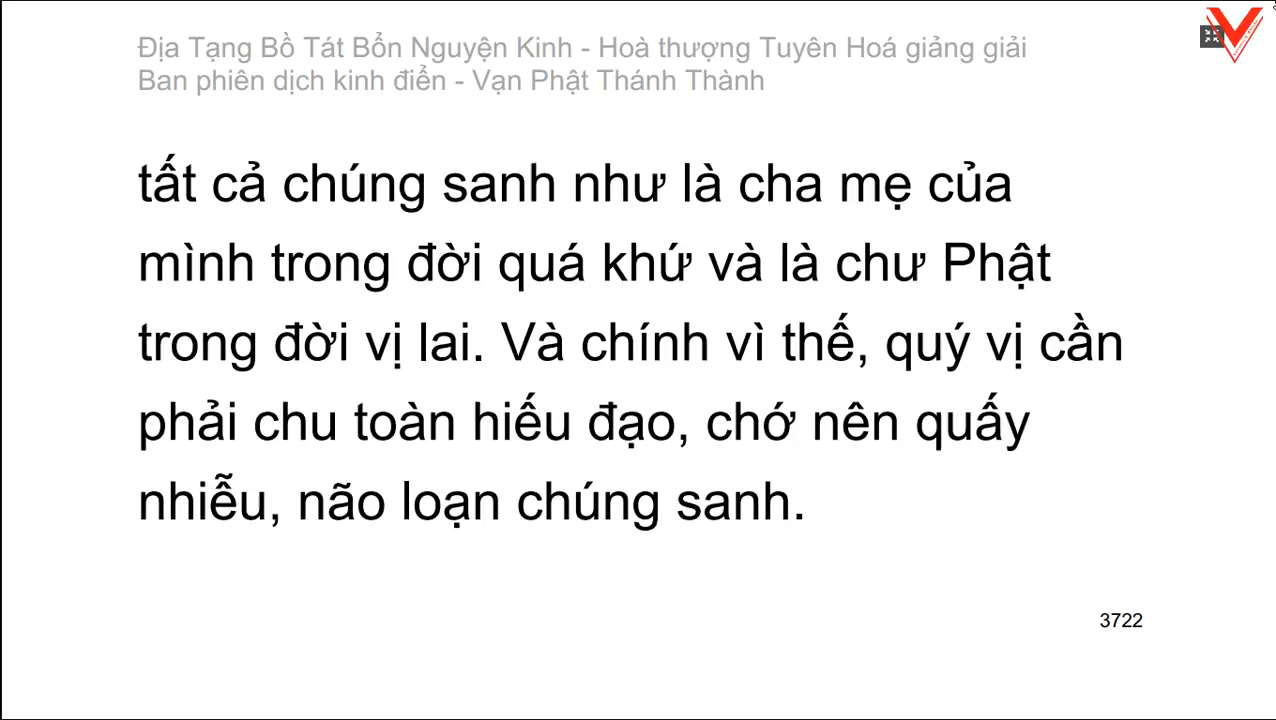 Địa Tạng Bồ Tát Bổn Nguyện Kinh - Hoà thượng Tuyên Hoá giảng giải
Ban phiên dịch kinh điển - Vạn Phật Thánh Thành
tất cả chúng sanh như là cha mẹ của
mình trong đời quá khứ và là chư Phật
trong đời vị lai. Và chính vì thế, quý vị cần
phải chu toàn hiếu đạo, chớ nên quấy
nhiễu, não loạn chúng sanh.
3722